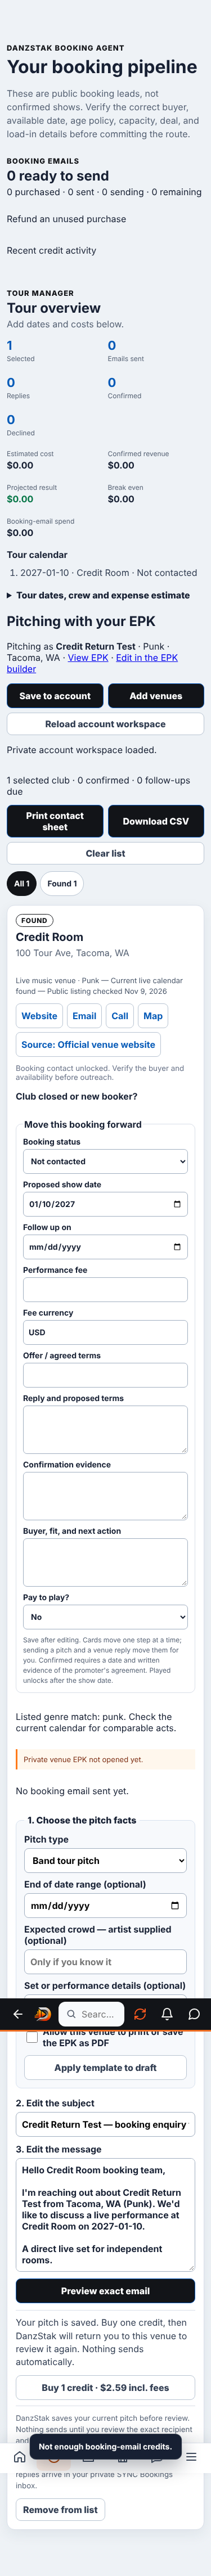 DANZSTAK BOOKING AGENT
Your booking pipeline
These are public booking leads, not
confirmed shows. Verify the correct buyer,
available date, age policy, capacity, deal, and
load-in details before committing the route.
BOOKING EMAILS
0 ready to send
0 purchased · 0 sent · 0 sending · 0 remaining
Refund an unused purchase
Recent credit activity
TOUR MANAGER
Tour overview
Add dates and costs below.
1
Selected
0
Emails sent
0
Replies
0
Confirmed
0
Declined
Estimated cost
$0.00
Confirmed revenue
$0.00
Projected result
$0.00
Break even
$0.00
Booking-email spend
$0.00
Tour calendar
1. 2027-01-10 · Credit Room · Not contacted
Tour dates, crew and expense estimate
Pitching with your EPK
Pitching as Credit Return Test · Punk ·
Tacoma, WA · View EPK · Edit in the EPK
builder
Save to account
Add venues
Reload account workspace
Private account workspace loaded.
1 selected club · 0 confirmed · 0 follow-ups
due
Print contact
sheet
Download CSV
Clear list
All 1
Found 1
FOUND
Credit Room
100 Tour Ave, Tacoma, WA
Live music venue · Punk — Current live calendar
found — Public listing checked Nov 9, 2026
Website
Email
Call
Map
Source: Official venue website
Booking contact unlocked. Verify the buyer and
availability before outreach.
Club closed or new booker?
Move this booking forward
Booking status
Not contacted
Proposed show date
01/10/2027
Follow up on
mm/dd/yyyy
Performance fee
Fee currency
USD
Offer / agreed terms
Reply and proposed terms
Confirmation evidence
Buyer, fit, and next action
Pay to play?
No
Save after editing. Cards move one step at a time;
sending a pitch and a venue reply move them for
you. Confirmed requires a date and written
evidence of the promoter's agreement. Played
unlocks after the show date.
Listed genre match: punk. Check the
current calendar for comparable acts.
Private venue EPK not opened yet.
No booking email sent yet.
1. Choose the pitch facts
Pitch type
Band tour pitch
End of date range (optional)
mm/dd/yyyy
Expected crowd — artist supplied
(optional)
Only if you know it
Set or performance details (optional)
Searc...
Allow this venue to print or save
the EPK as PDF
Apply template to draft
2. Edit the subject
Credit Return Test — booking enquiry
3. Edit the message
Hello Credit Room booking team,
I'm reaching out about Credit Return
Test from Tacoma, WA (Punk). We'd
like to discuss a live performance at
Credit Room on 2027-01-10.
A direct live set for independent
rooms.
Preview exact email
Your pitch is saved. Buy one credit, then
DanzStak will return you to this venue to
review it again. Nothing sends
automatically.
Buy 1 credit · $2.59 incl. fees
DanzStak saves your current pitch before review.
Nothing sends until you review the exact recipient
Not enough booking-email credits.
replies arrive in your private SYNC Bookings
inbox.
Remove from list